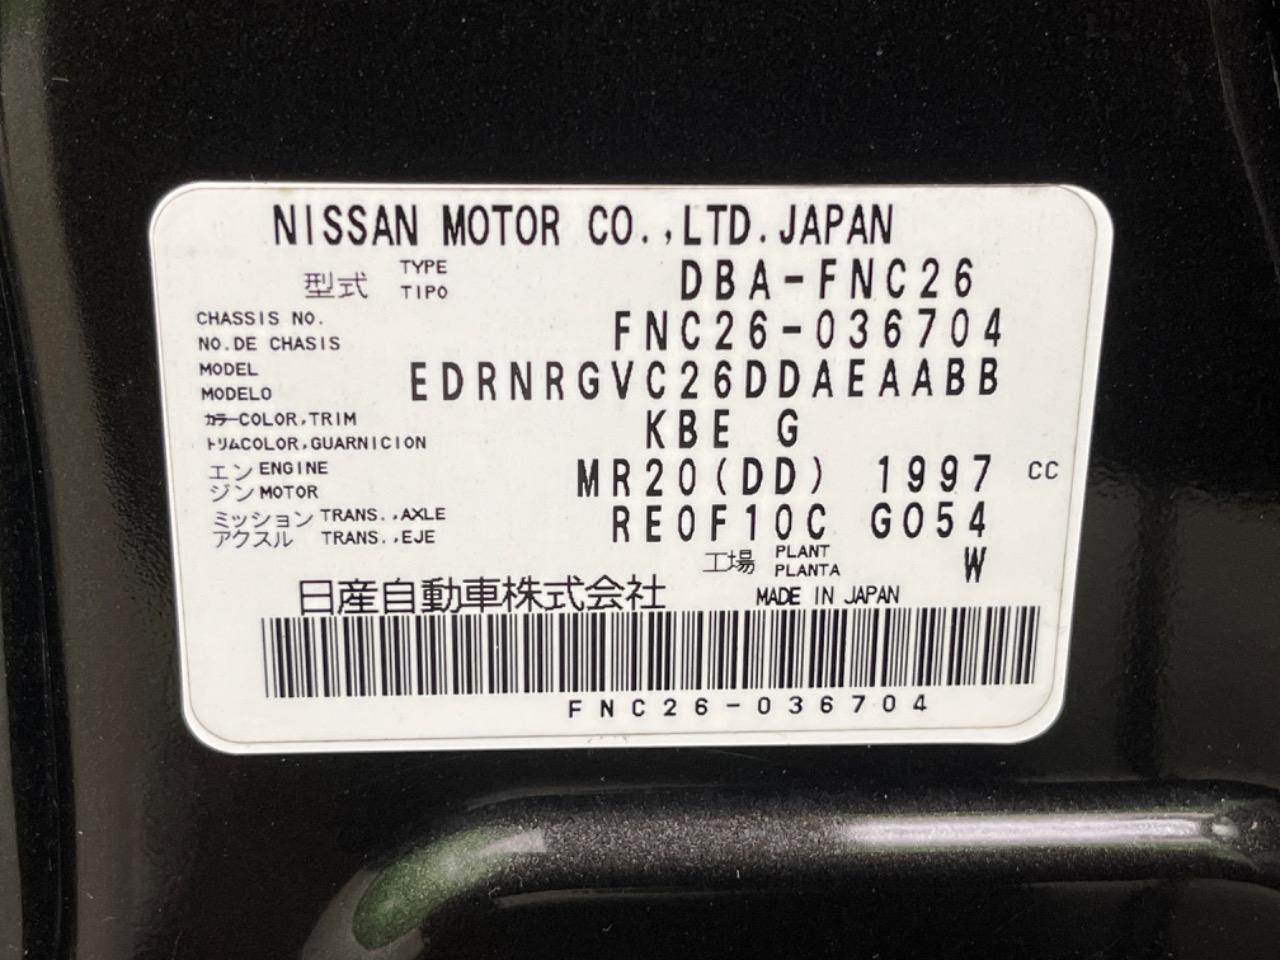 NISSAN MOTOR CO.,LTD.JAPAN
型式 TYPE TIPO DBA-FNC26
CHASSIS NO.
NO.DE CHASIS FNC26-036704
MODEL
MODELO EDRNRGVC26DDAEAABB
カラーCOLOR,TRIM
トリムCOLOR,GUARNICION KBE G
エンジン ENGINE MOTOR MR20(DD) 1997 CC
ミッション TRANS.,AXLE
アクスル TRANS.,EJE RE0F10C G054
工場 PLANT PLANTA W
日産自動車株式会社 MADE IN JAPAN
FNC26-036704